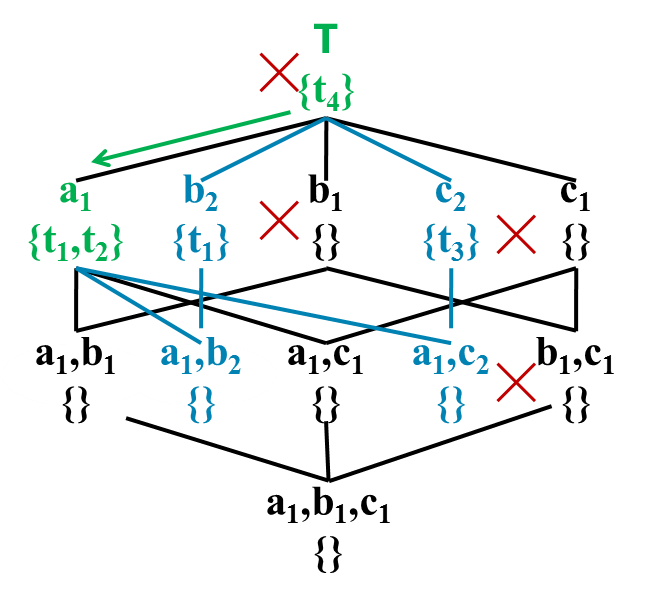 T
{t₄}
a₁ b₂ b₁ c₂ c₁
{t₁,t₂} {t₁} {} {t₃} {}
a₁,b₁ a₁,b₂ a₁,c₁ a₁,c₂ b₁,c₁
{} {} {} {} {}
a₁,b₁,c₁
{}